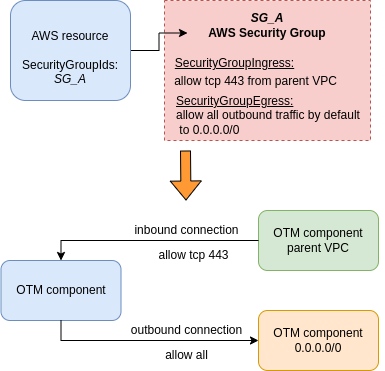 AWS resource
SecurityGroupIds:
SG_A
SG_A
AWS Security Group
SecurityGroupIngress:
allow tcp 443 from parent VPC
SecurityGroupEgress:
allow all outbound traffic by default
to 0.0.0.0/0
inbound connection
allow tcp 443
OTM component
parent VPC
OTM component
outbound connection
allow all
OTM component
0.0.0.0/0